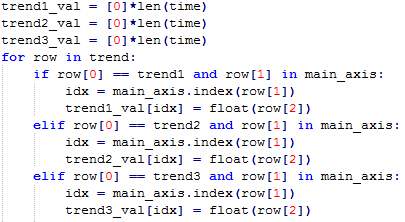 trend1_val = [0]*len(time)
trend2_val = [0]*len(time)
trend3_val = [0]*len(time)
for row in trend:
    if row[0] == trend1 and row[1] in main_axis:
        idx = main_axis.index(row[1])
        trend1_val[idx] = float(row[2])
    elif row[0] == trend2 and row[1] in main_axis:
        idx = main_axis.index(row[1])
        trend2_val[idx] = float(row[2])
    elif row[0] == trend3 and row[1] in main_axis:
        idx = main_axis.index(row[1])
        trend3_val[idx] = float(row[2])